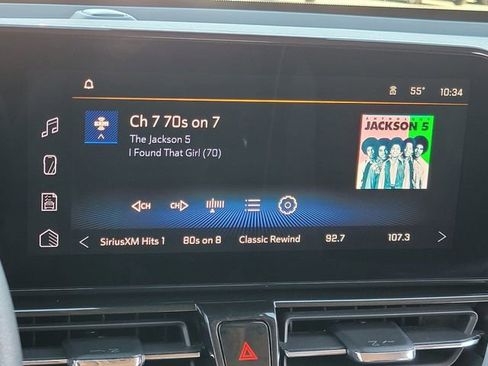 55° 10:34
Ch 7 70s on 7
The Jackson 5
I Found That Girl (70)
ANTHOLOGY
JACKSON 5
CH CH
SiriusXM Hits 1 80s on 8 Classic Rewind 92.7 107.3